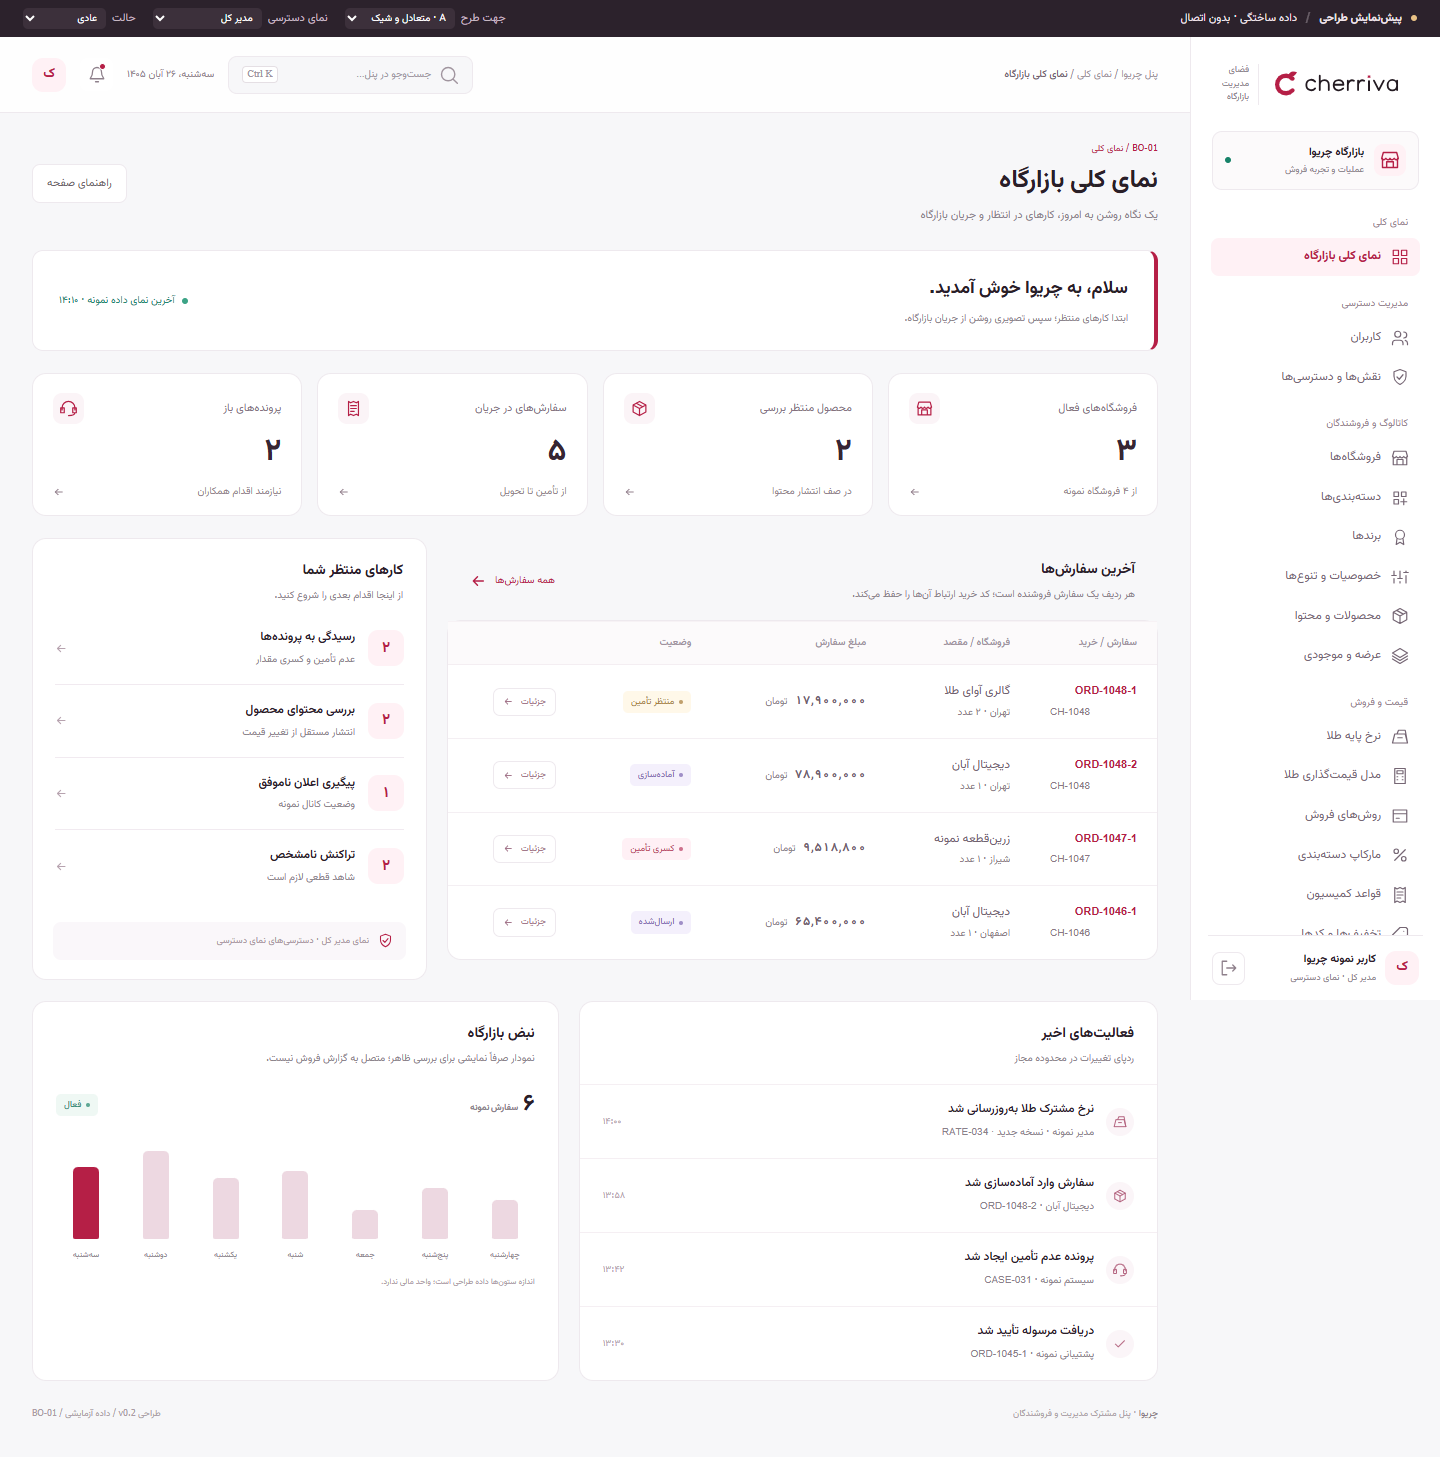 پیش‌نمایش طراحی / داده ساختگی · بدون اتصال
جهت طرح
A · متعادل و شیک
نمای دسترسی
مدیر کل
حالت
عادی
cherriva
فضای
مدیریت
بازارگاه
بازارگاه چریوا
عملیات و تجربه فروش
نمای کلی
نمای کلی بازارگاه
مدیریت دسترسی
کاربران
نقش‌ها و دسترسی‌ها
کاتالوگ و فروشندگان
فروشگاه‌ها
دسته‌بندی‌ها
برندها
خصوصیات و تنوع‌ها
محصولات و محتوا
عرضه و موجودی
قیمت و فروش
نرخ پایه طلا
مدل قیمت‌گذاری طلا
روش‌های فروش
مارکاپ دسته‌بندی
قواعد کمیسیون
تخفیف‌ها و کدها
ک
کاربر نمونه چریوا
مدیر کل · نمای دسترسی
پنل چریوا / نمای کلی / نمای کلی بازارگاه
جست‌وجو در پنل...
Ctrl K
سه‌شنبه، ۲۶ آبان ۱۴۰۵
ک
BO-01 / نمای کلی
نمای کلی بازارگاه
یک نگاه روشن به امروز، کارهای در انتظار و جریان بازارگاه
راهنمای صفحه
سلام، به چریوا خوش آمدید.
ابتدا کارهای منتظر؛ سپس تصویری روشن از جریان بازارگاه.
آخرین نمای داده نمونه · ۱۴:۱۰
فروشگاه‌های فعال
۳
از ۴ فروشگاه نمونه
محصول منتظر بررسی
۲
در صف انتشار محتوا
سفارش‌های در جریان
۵
از تأمین تا تحویل
پرونده‌های باز
۲
نیازمند اقدام همکاران
آخرین سفارش‌ها
هر ردیف یک سفارش فروشنده است؛ کد خرید ارتباط آن‌ها را حفظ می‌کند.
همه سفارش‌ها
سفارش / خرید
فروشگاه / مقصد
مبلغ سفارش
وضعیت
ORD-1048-1
CH-1048
گالری آوای طلا
تهران · ۲ عدد
۱۷,۹۰۰,۰۰۰ تومان
منتظر تأمین
جزئیات
ORD-1048-2
CH-1048
دیجیتال آبان
تهران · ۱ عدد
۷۸,۹۰۰,۰۰۰ تومان
آماده‌سازی
جزئیات
ORD-1047-1
CH-1047
زرین‌قطعه نمونه
شیراز · ۱ عدد
۹,۵۱۸,۸۰۰ تومان
کسری تأمین
جزئیات
ORD-1046-1
CH-1046
دیجیتال آبان
اصفهان · ۱ عدد
۶۵,۴۰۰,۰۰۰ تومان
ارسال‌شده
جزئیات
کارهای منتظر شما
از اینجا اقدام بعدی را شروع کنید.
۲
رسیدگی به پرونده‌ها
عدم تأمین و کسری مقدار
۲
بررسی محتوای محصول
انتشار مستقل از تغییر قیمت
۱
پیگیری اعلان ناموفق
وضعیت کانال نمونه
۲
تراکنش نامشخص
شاهد قطعی لازم است
نمای مدیر کل · دسترسی‌های نمای دسترسی
فعالیت‌های اخیر
ردپای تغییرات در محدوده مجاز
نرخ مشترک طلا به‌روزرسانی شد
مدیر نمونه · نسخه جدید · RATE-034
۱۴:۰۰
سفارش وارد آماده‌سازی شد
دیجیتال آبان · ORD-1048-2
۱۳:۵۸
پرونده عدم تأمین ایجاد شد
سیستم نمونه · CASE-031
۱۳:۴۲
دریافت مرسوله تأیید شد
پشتیبانی نمونه · ORD-1045-1
۱۳:۳۰
نبض بازارگاه
نمودار صرفاً نمایشی برای بررسی ظاهر؛ متصل به گزارش فروش نیست.
۶ سفارش نمونه
فعال
چهارشنبه
پنج‌شنبه
جمعه
شنبه
یکشنبه
دوشنبه
سه‌شنبه
اندازه ستون‌ها داده طراحی است؛ واحد مالی ندارد.
چریوا · پنل مشترک مدیریت و فروشندگان
طراحی v0.2 / داده آزمایشی / BO-01